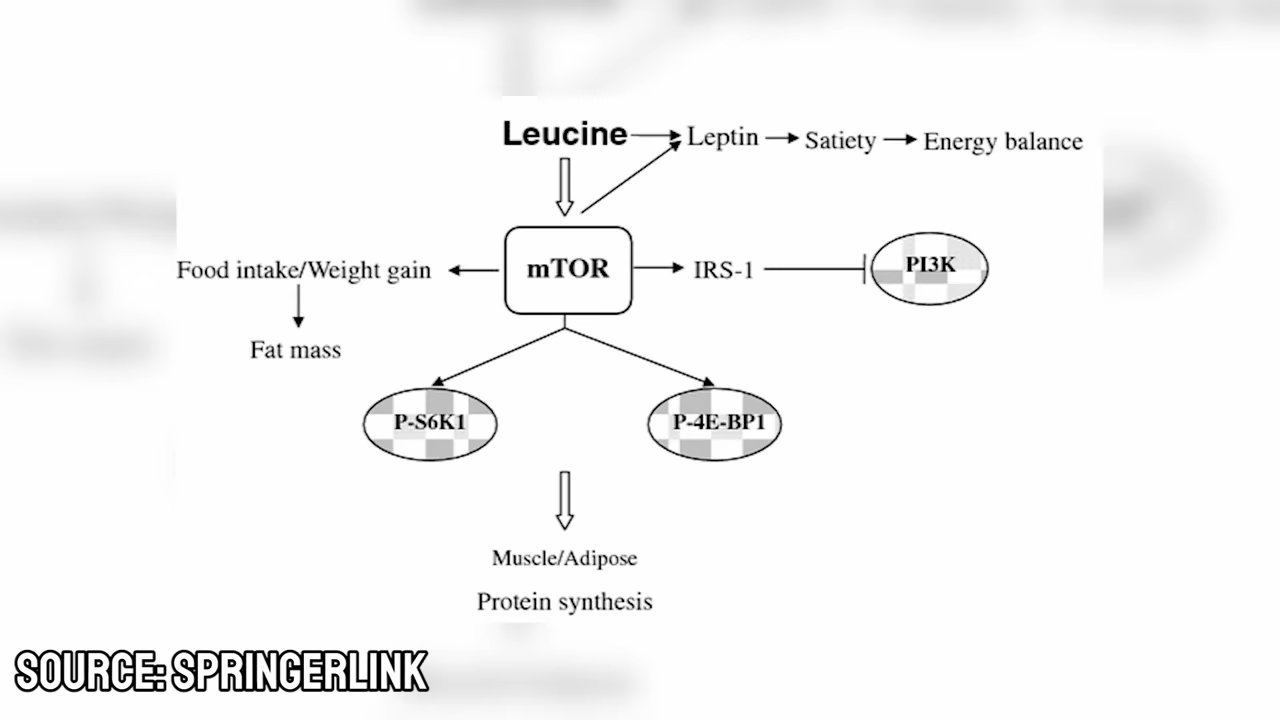 Leucine
Leptin
Satiety
Energy balance
Food intake/Weight gain
mTOR
IRS-1
PI3K
Fat mass
P-S6K1
P-4E-BP1
Muscle/Adipose
Protein synthesis
SOURCE: SPRINGERLINK